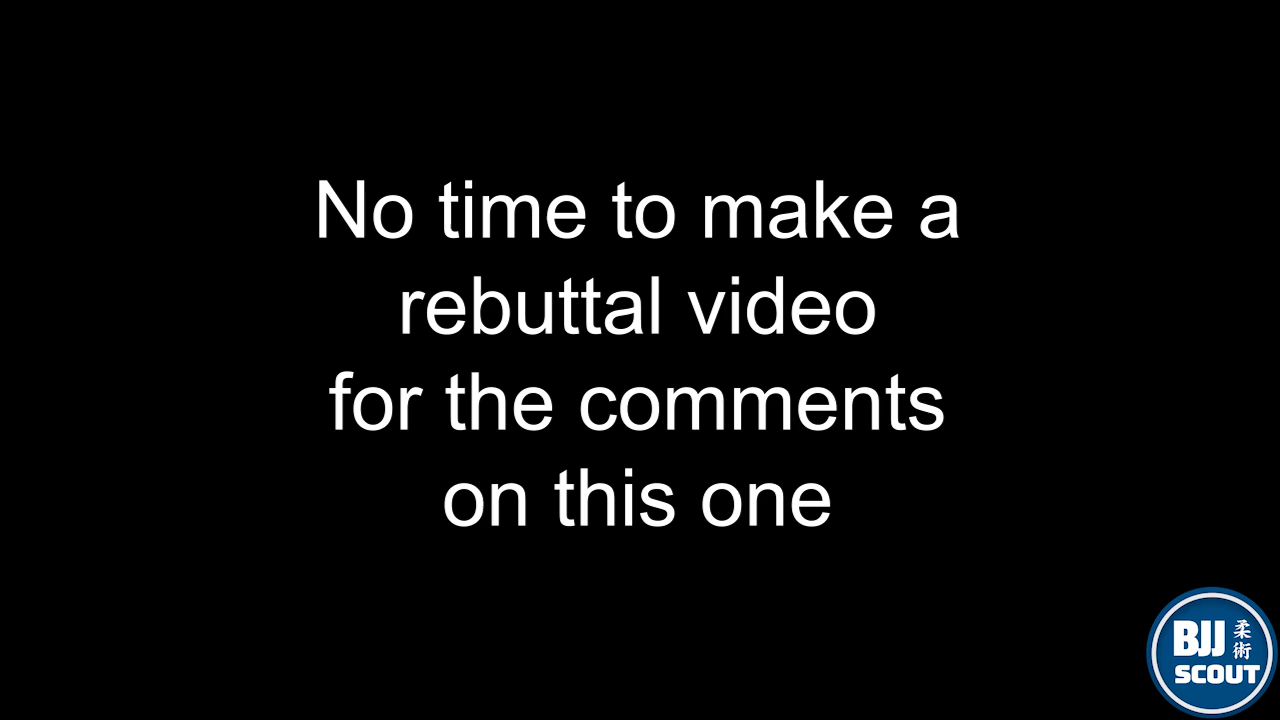 No time to make a
rebuttal video
for the comments
on this one
BJJ 柔術
SCOUT